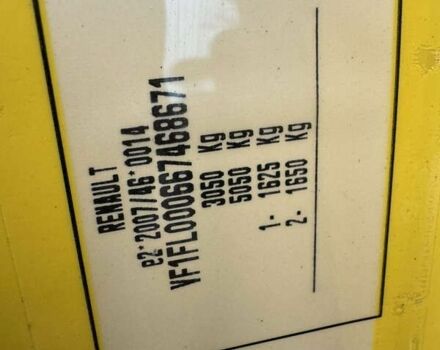 RENAULT
e2*2007/46*0014
VF1FL000667468671
3050 Kg
5050 Kg
1- 1625 Kg
2- 1650 Kg